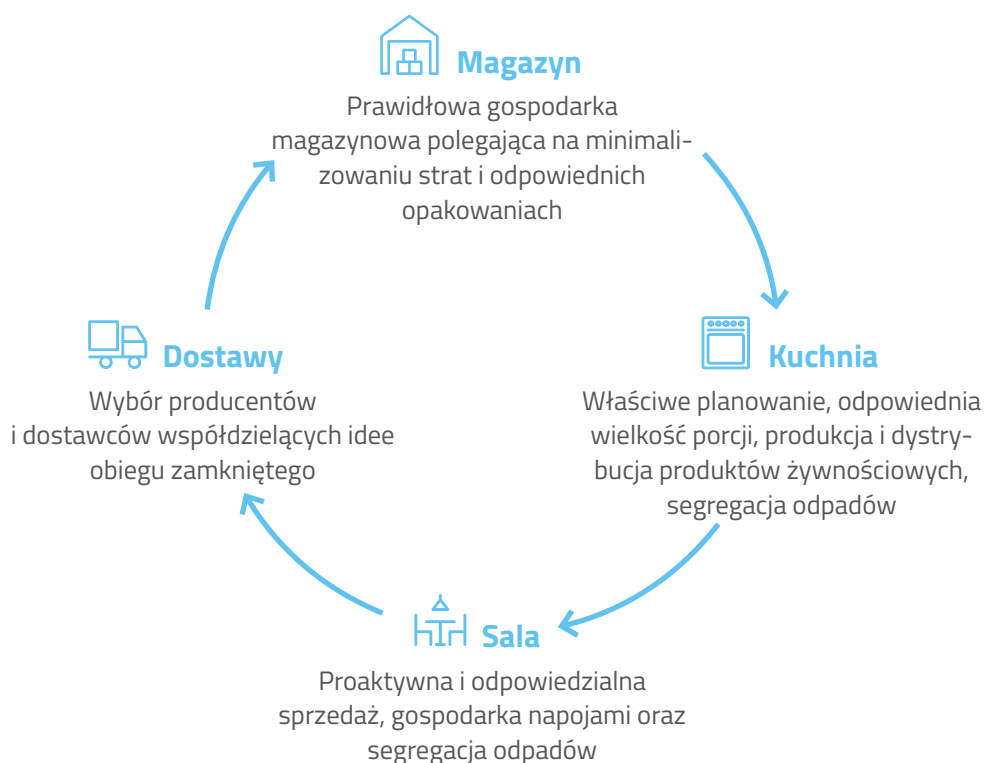 Magazyn
Prawidłowa gospodarka
magazynowa polegająca na minimali-
zowaniu strat i odpowiednich
opakowaniach
Dostawy
Wybór producentów
i dostawców współdzielących idee
obiegu zamkniętego
Kuchnia
Właściwe planowanie, odpowiednia
wielkość porcji, produkcja i dystry-
bucja produktów żywnościowych,
segregacja odpadów
Sala
Proaktywna i odpowiedzialna
sprzedaż, gospodarka napojami oraz
segregacja odpadów